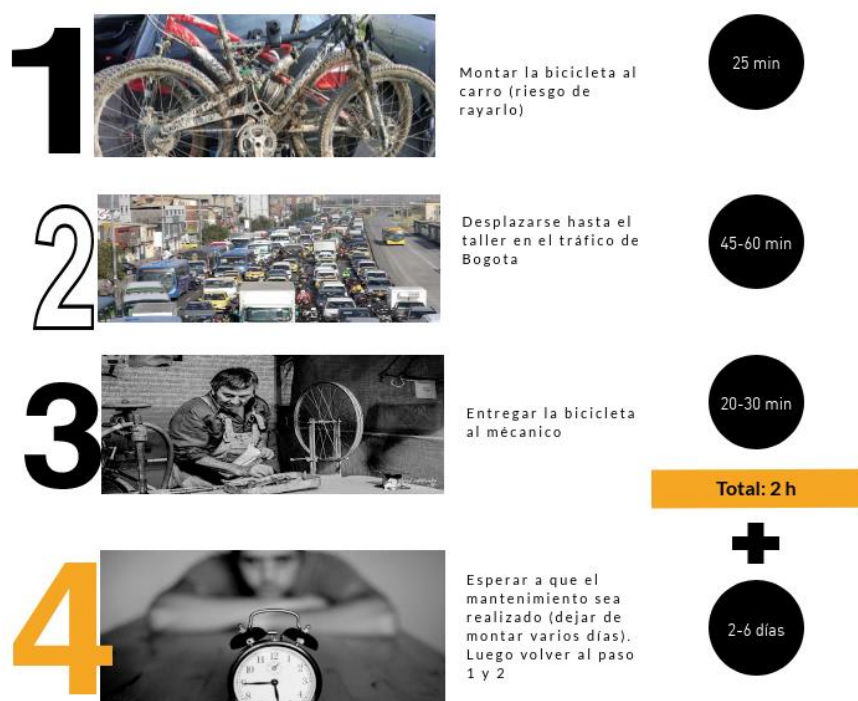 1
Montar la bicicleta al
carro (riesgo de
rayarlo)
25 min
2
Desplazarse hasta el
taller en el tráfico de
Bogota
45-60 min
3
Entregar la bicicleta
al mécanico
20-30 min
Total: 2 h
+
4
Esperar a que el
mantenimiento sea
realizado (dejar de
montar varios días).
Luego volver al paso
1 y 2
2-6 días